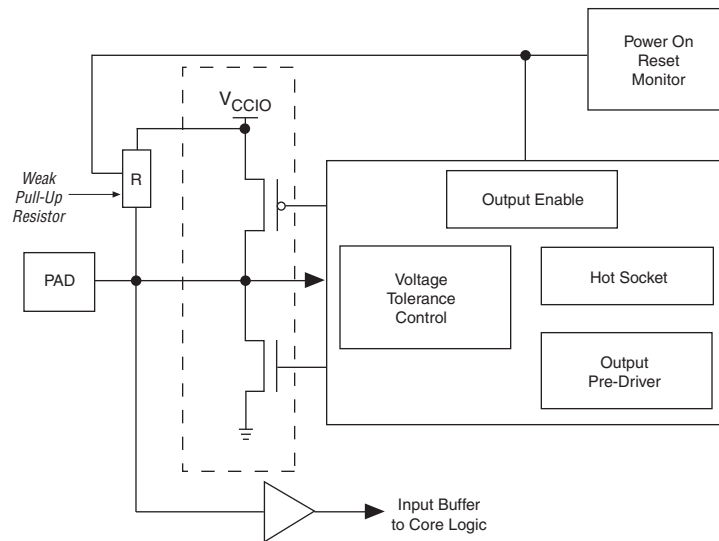 Power On
Reset
Monitor
VCCIO
Weak
Pull-Up
Resistor
R
Output Enable
PAD
Voltage
Tolerance
Control
Hot Socket
Output
Pre-Driver
Input Buffer
to Core Logic